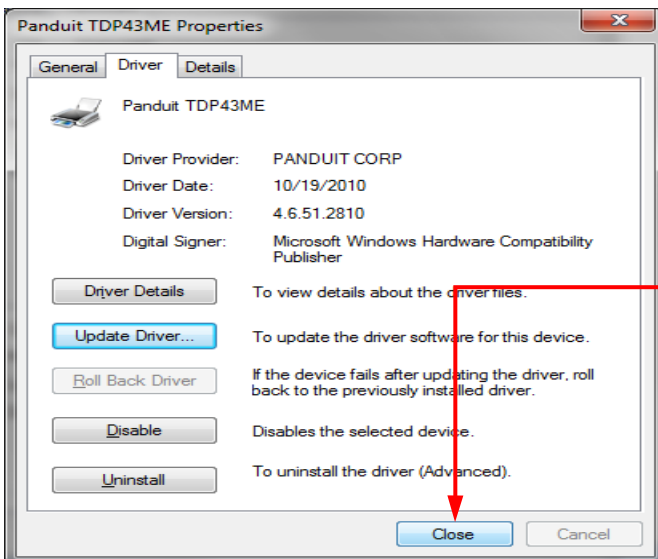 Panduit TDP43ME Properties
General Driver Details
Panduit TDP43ME
Driver Provider: PANDUIT CORP
Driver Date: 10/19/2010
Driver Version: 4.6.51.2810
Digital Signer: Microsoft Windows Hardware Compatibility
Publisher
Driver Details To view details about the driver files.
Update Driver... To update the driver software for this device.
Roll Back Driver If the device fails after updating the driver, roll
back to the previously installed driver.
Disable Disables the selected device.
Uninstall To uninstall the driver (Advanced).
Close Cancel